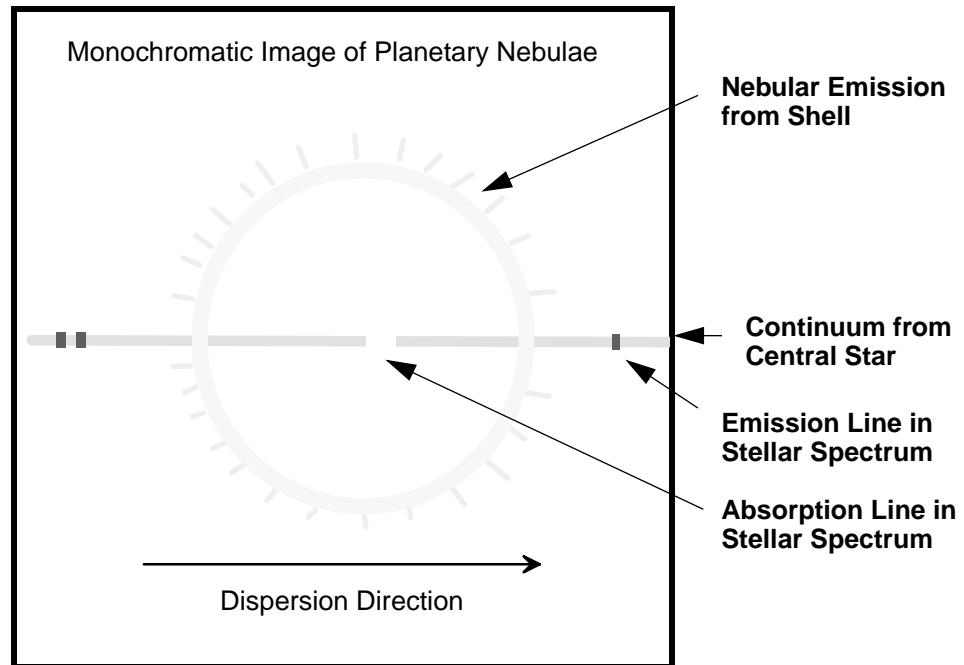 Monochromatic Image of Planetary Nebulae
Nebular Emission
from Shell
Continuum from
Central Star
Emission Line in
Stellar Spectrum
Absorption Line in
Stellar Spectrum
Dispersion Direction